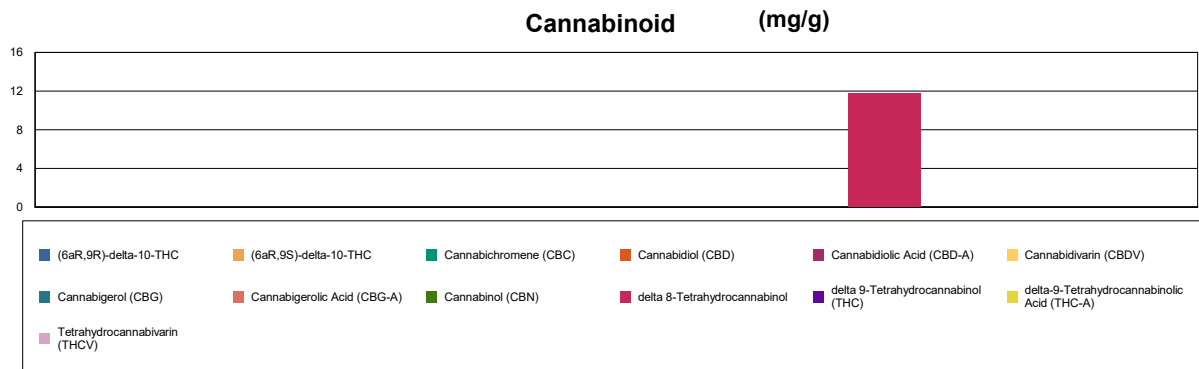 Cannabinoid (mg/g)
16
12
8
4
0
(6aR,9R)-delta-10-THC
(6aR,9S)-delta-10-THC
Cannabichromene (CBC)
Cannabidiol (CBD)
Cannabidiolic Acid (CBD-A)
Cannabidivarin (CBDV)
Cannabigerol (CBG)
Cannabigerolic Acid (CBG-A)
Cannabinol (CBN)
delta 8-Tetrahydrocannabinol
delta 9-Tetrahydrocannabinol
(THC)
delta-9-Tetrahydrocannabinolic
Acid (THC-A)
Tetrahydrocannabivarin
(THCV)